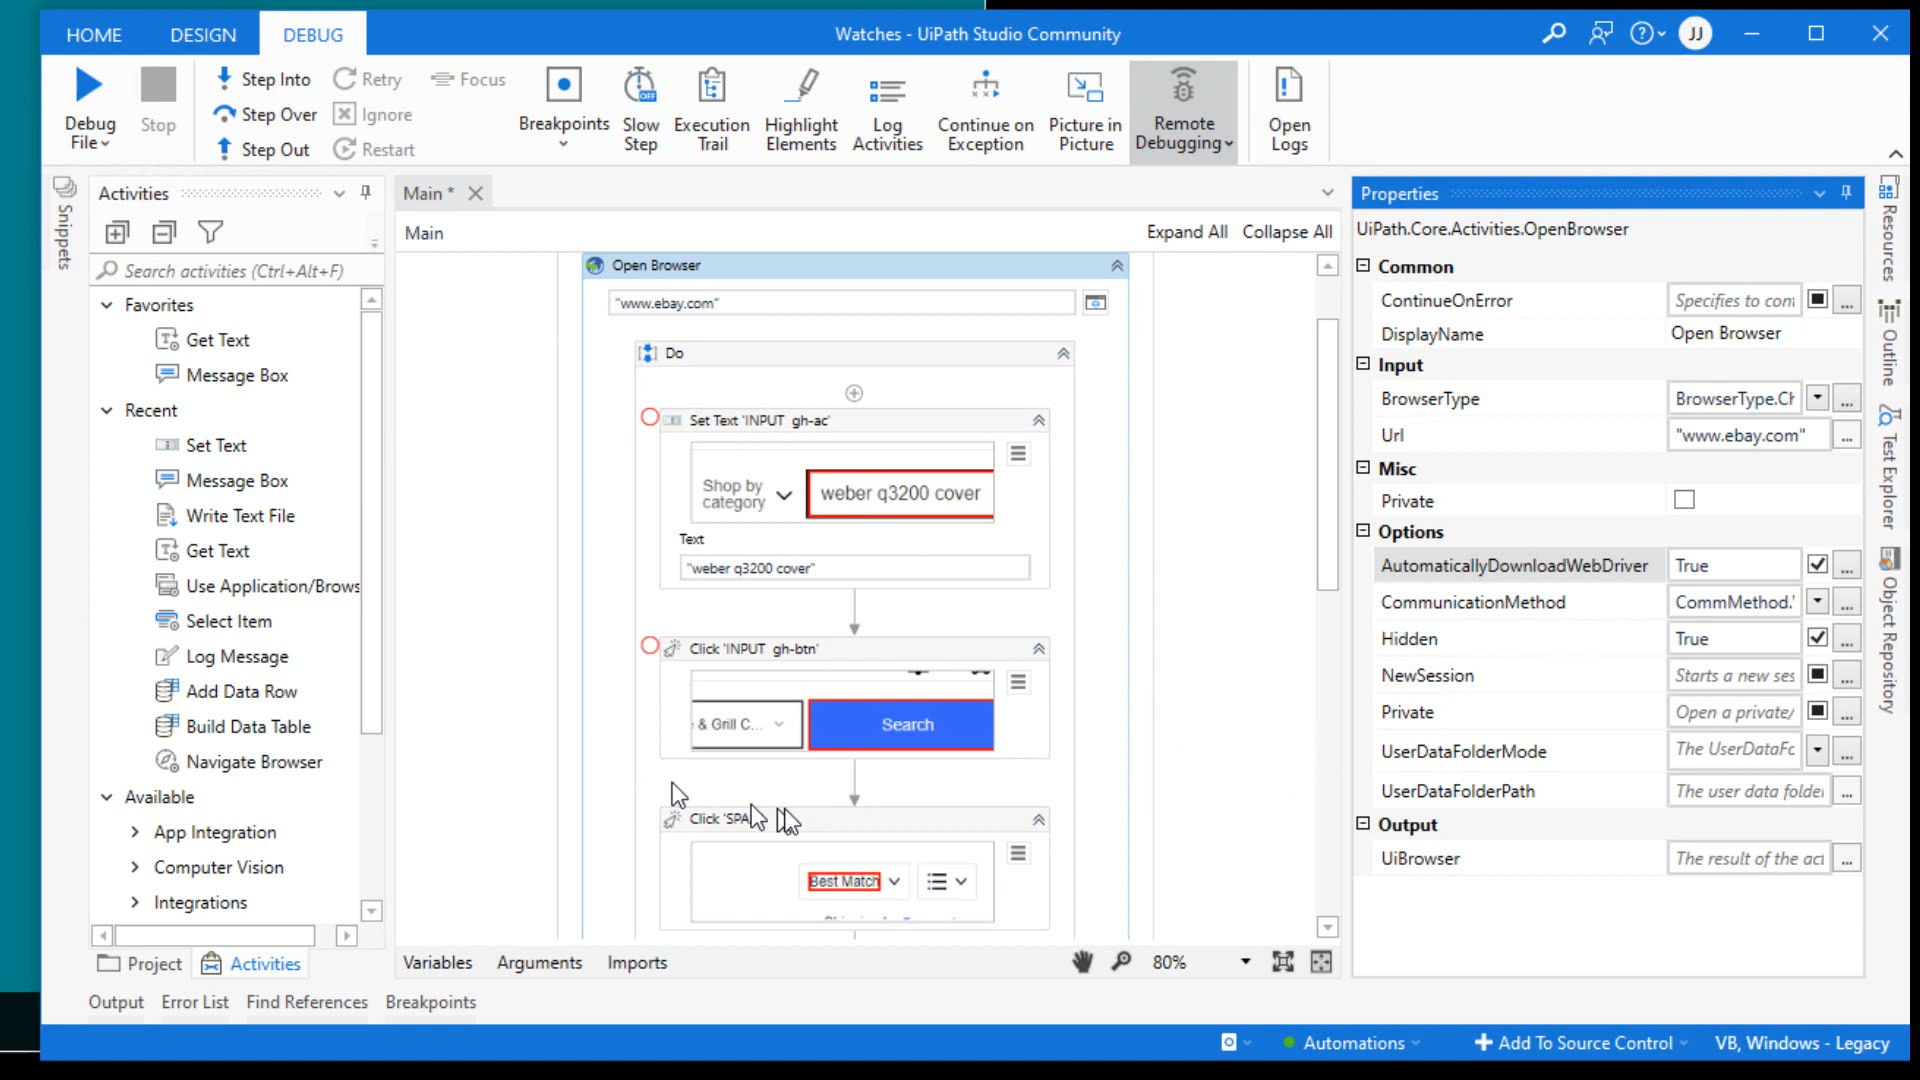 HOME DESIGN DEBUG Watches - UiPath Studio Community JJ
Debug File Stop Step Into Step Over Step Out Retry Ignore Restart Focus Breakpoints Slow Step Execution Trail Highlight Elements Log Activities Continue on Exception Picture in Picture Remote Debugging Open Logs
OFF
Snippets
Activities
Search activities (Ctrl+Alt+F)
Favorites
Get Text
Message Box
Recent
Set Text
Message Box
Write Text File
Get Text
Use Application/Brows
Select Item
Log Message
Add Data Row
Build Data Table
Navigate Browser
Available
App Integration
Computer Vision
Integrations
Project Activities
Main *
Main Expand All Collapse All
Open Browser
"www.ebay.com"
Do
Set Text 'INPUT gh-ac'
Shop by category weber q3200 cover
Text
"weber q3200 cover"
Click 'INPUT gh-btn'
& Grill C... Search
Click 'SPA
Best Match
Variables Arguments Imports 80%
Properties
UiPath.Core.Activities.OpenBrowser
Common
ContinueOnError Specifies to cont ...
DisplayName Open Browser
Input
BrowserType BrowserType.Ch ...
Url "www.ebay.com" ...
Misc
Private
Options
AutomaticallyDownloadWebDriver True ...
CommunicationMethod CommMethod. ...
Hidden True ...
NewSession Starts a new ses ...
Private Open a private/ ...
UserDataFolderMode The UserDataFo ...
UserDataFolderPath The user data folder ...
Output
UiBrowser The result of the act ...
Resources
Outline
Test Explorer
Object Repository
Output Error List Find References Breakpoints
Automations Add To Source Control VB, Windows - Legacy